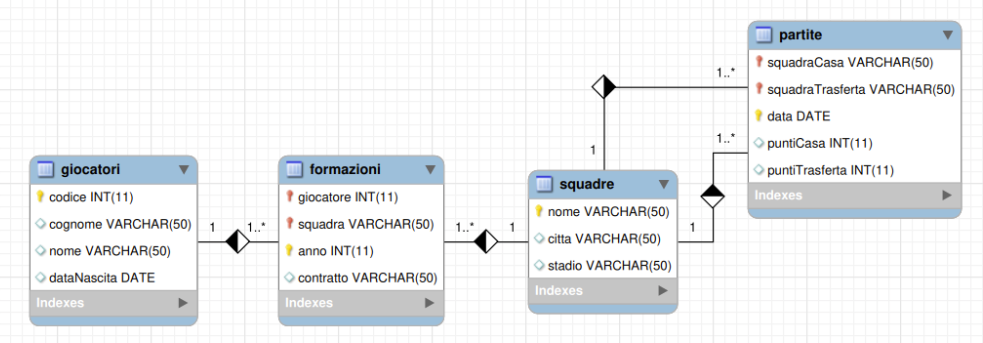 partite
squadraCasa VARCHAR(50)
squadraTrasferta VARCHAR(50)
data DATE
puntiCasa INT(11)
puntiTrasferta INT(11)
Indexes
1..*
1..*
1
1
giocatori
codice INT(11)
cognome VARCHAR(50)
nome VARCHAR(50)
dataNascita DATE
Indexes
1
1..*
formazioni
giocatore INT(11)
squadra VARCHAR(50)
anno INT(11)
contratto VARCHAR(50)
Indexes
1..*
1
squadre
nome VARCHAR(50)
citta VARCHAR(50)
stadio VARCHAR(50)
Indexes